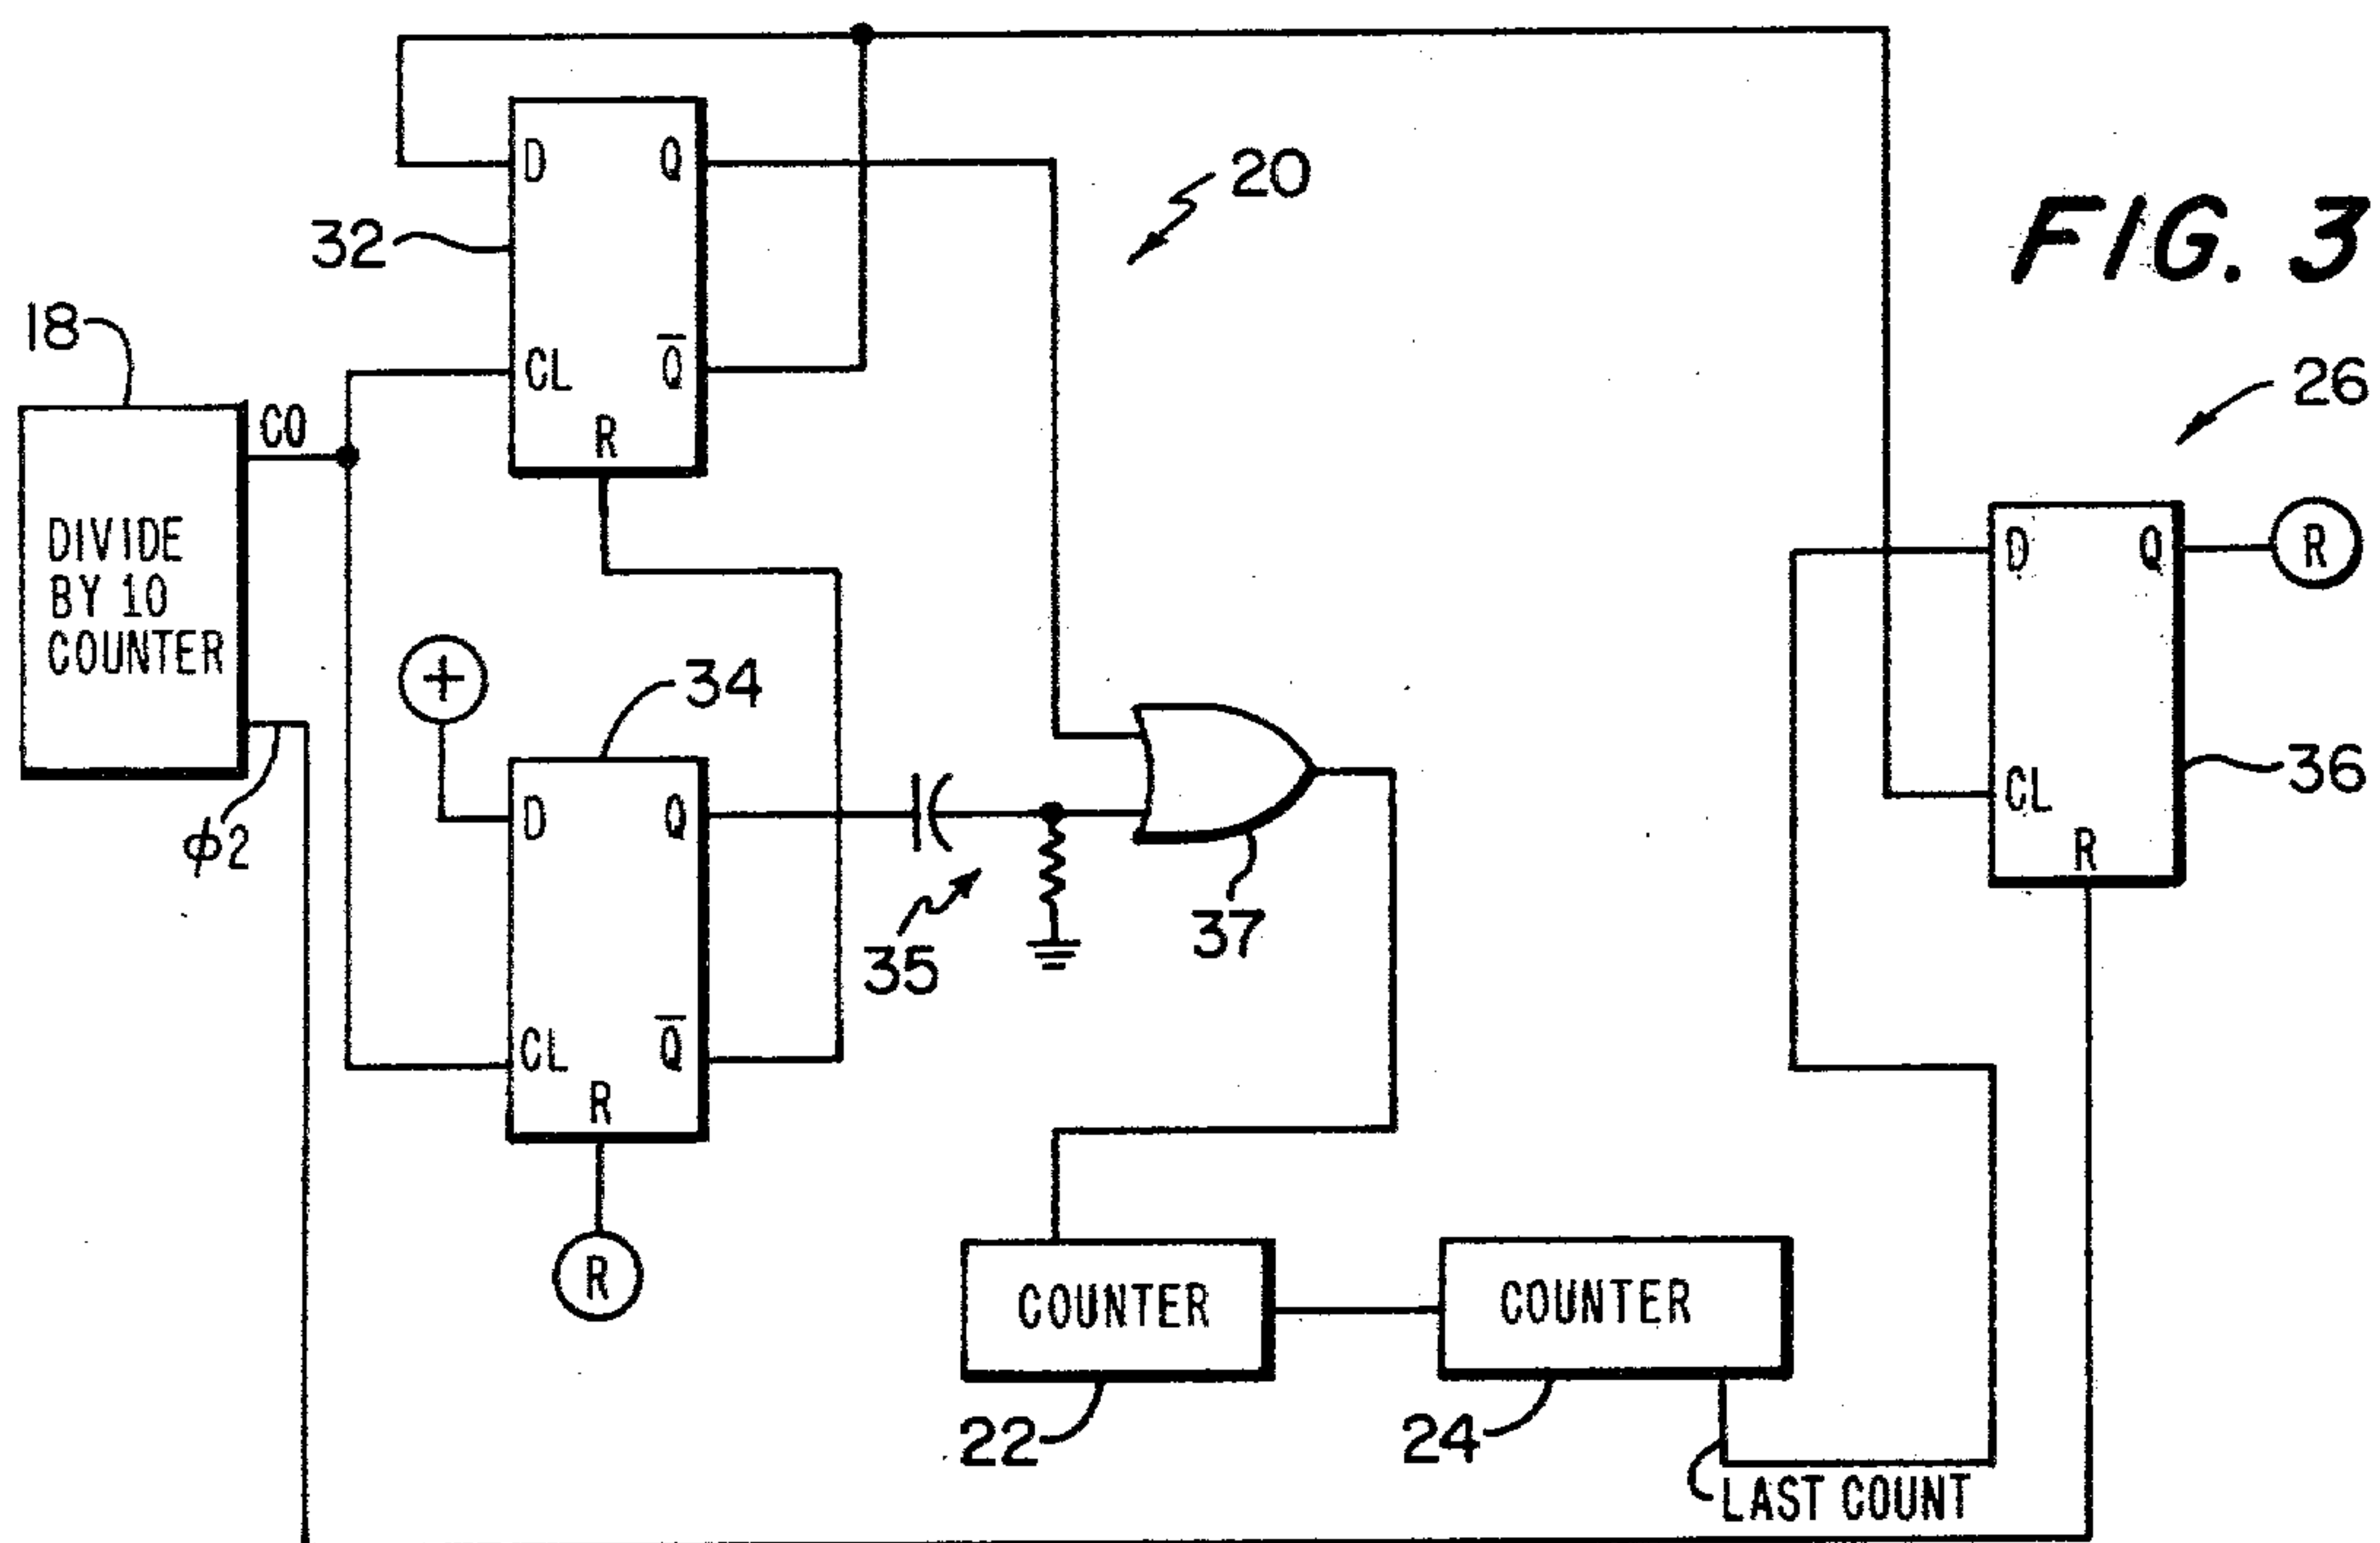 FIG. 3
20
26
32
D Q
CL Q̅
R
18
CO
DIVIDE
BY 10
COUNTER
ϕ2
+
34
D Q
CL Q̅
R
R
35
37
D Q
CL
R
R
36
COUNTER
22
COUNTER
24
LAST COUNT